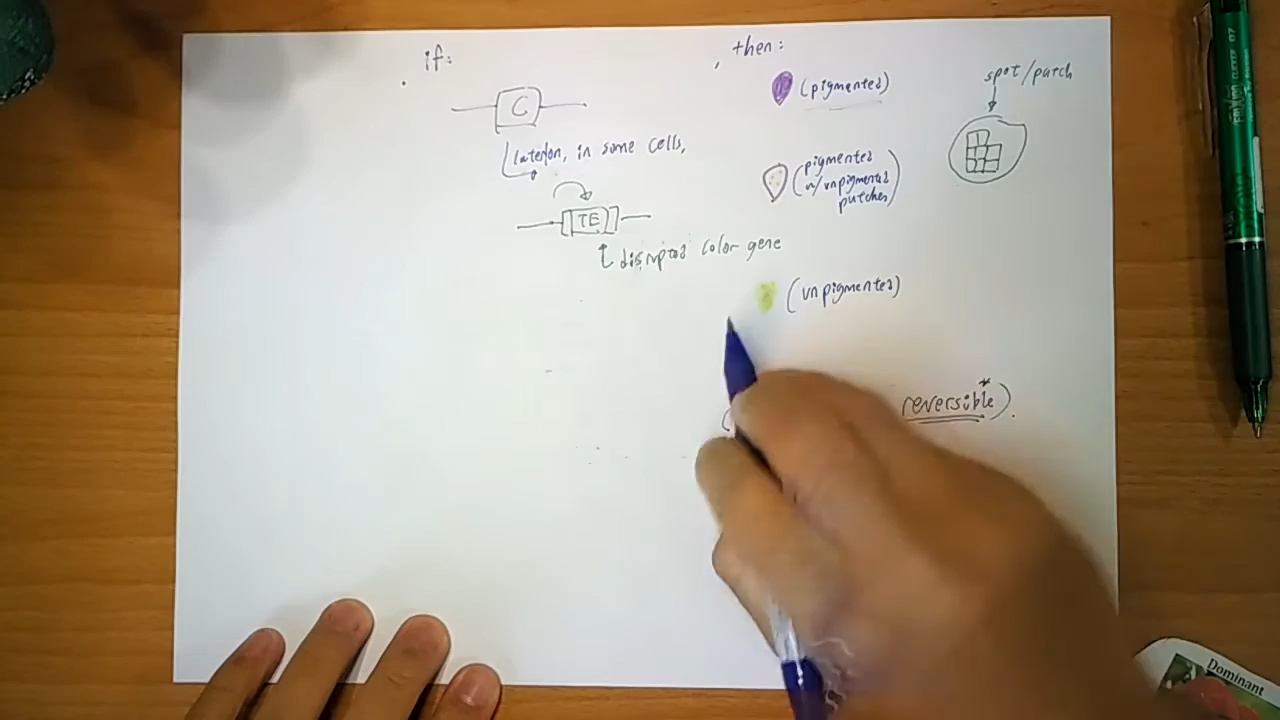 if:
, then:
C
(pigmented)
spot/patch
Later on, in some cells,
(pigmented
w/unpigmented
patches)
TE
disrupted color gene
(unpigmented)
reversible*).
Dominant